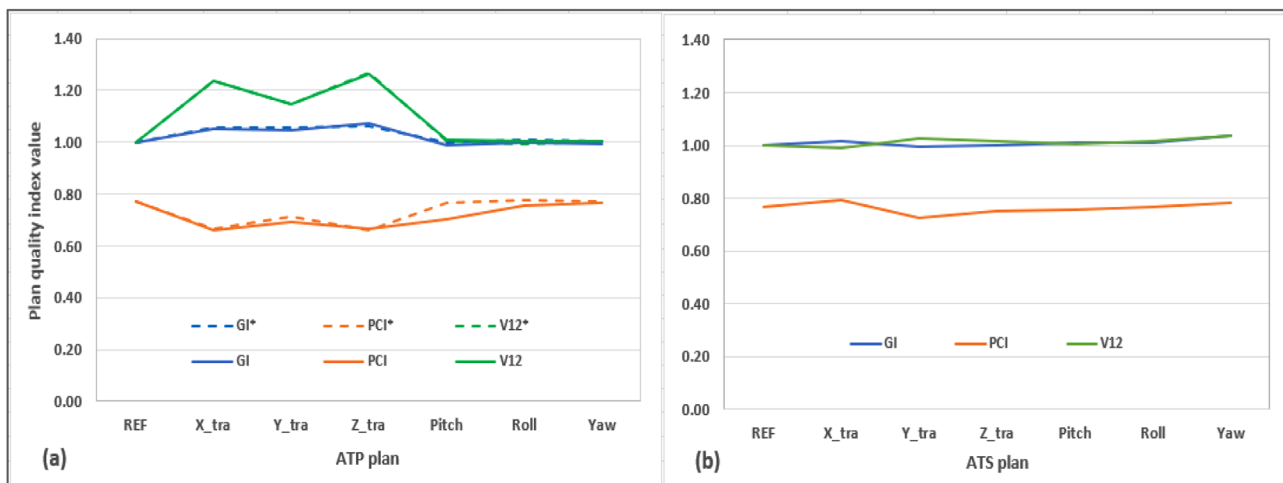 Plan quality index value
1.40
1.20
1.00
0.80
0.60
0.40
0.20
0.00
GI* PCI* V12*
GI PCI V12
REF X_tra Y_tra Z_tra Pitch Roll Yaw
(a) ATP plan
1.40
1.20
1.00
0.80
0.60
0.40
0.20
0.00
GI PCI V12
REF X_tra Y_tra Z_tra Pitch Roll Yaw
(b) ATS plan